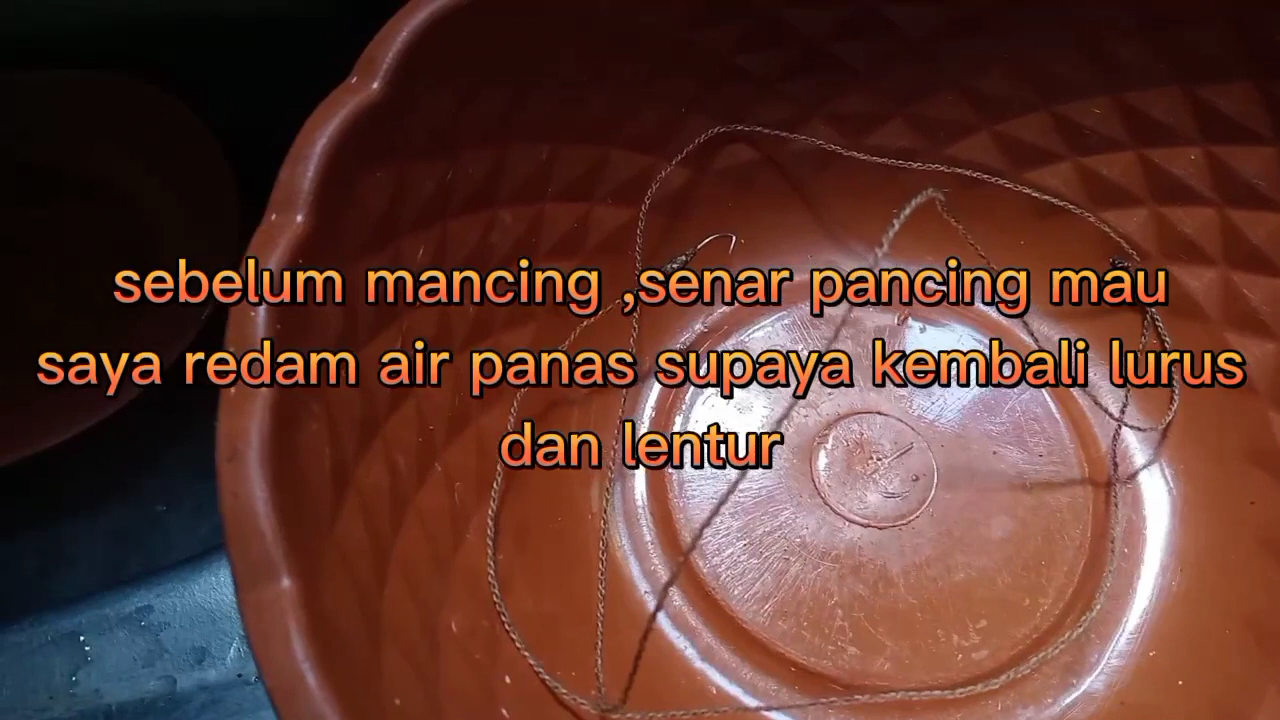 sebelum mancing ,senar pancing mau
saya redam air panas supaya kembali lurus
dan lentur